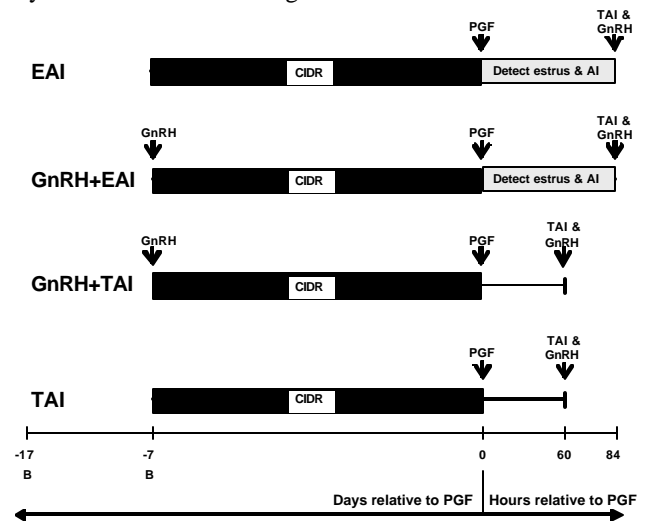 TAI &
PGF GnRH
EAI CIDR Detect estrus & AI
TAI &
GnRH PGF GnRH
GnRH+EAI CIDR Detect estrus & AI
TAI &
GnRH PGF GnRH
GnRH+TAI CIDR
TAI &
PGF GnRH
TAI CIDR
-17 -7 0 60 84
B B
Days relative to PGF Hours relative to PGF